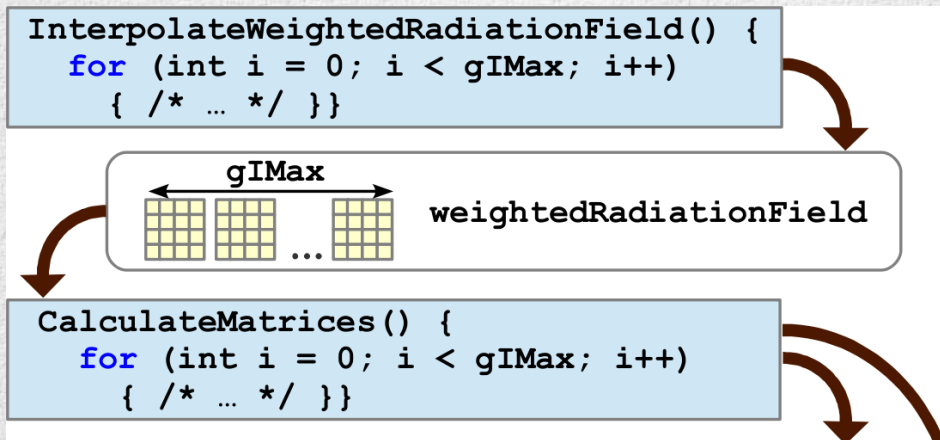 InterpolateWeightedRadiationField() {
for (int i = 0; i < gIMax; i++)
{ /* … */ }}
gIMax
weightedRadiationField
...
CalculateMatrices() {
for (int i = 0; i < gIMax; i++)
{ /* … */ }}